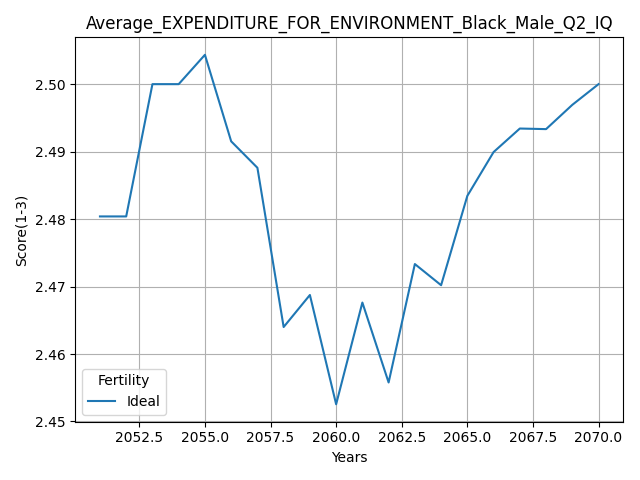 Average_EXPENDITURE_FOR_ENVIRONMENT_Black_Male_Q2_IQ
2.50
2.49
2.48
2.47
2.46
2.45
Score(1-3)
Fertility
Ideal
2052.5 2055.0 2057.5 2060.0 2062.5 2065.0 2067.5 2070.0
Years